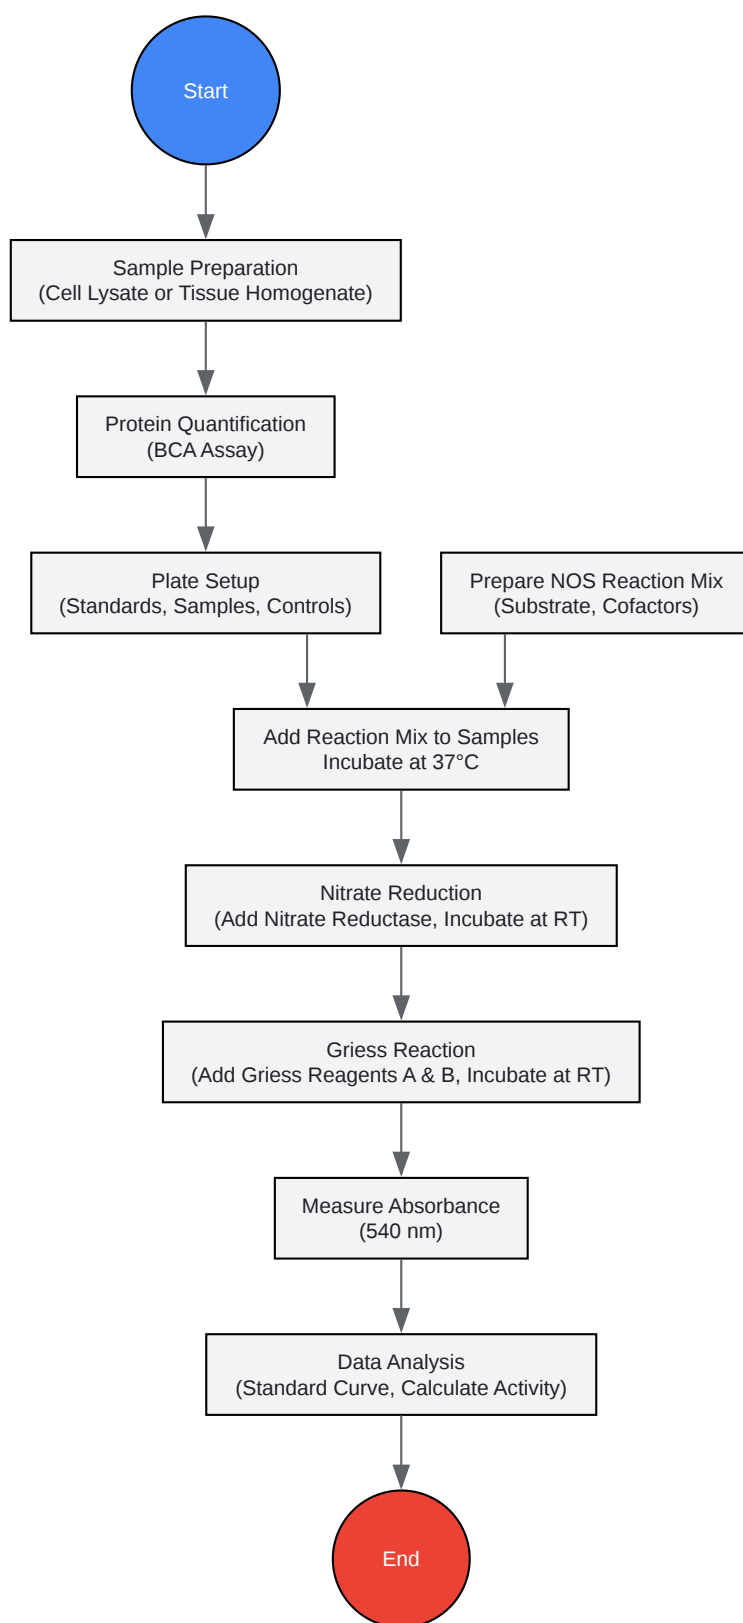 Start
Sample Preparation
(Cell Lysate or Tissue Homogenate)
Protein Quantification
(BCA Assay)
Plate Setup
(Standards, Samples, Controls)
Prepare NOS Reaction Mix
(Substrate, Cofactors)
Add Reaction Mix to Samples
Incubate at 37°C
Nitrate Reduction
(Add Nitrate Reductase, Incubate at RT)
Griess Reaction
(Add Griess Reagents A & B, Incubate at RT)
Measure Absorbance
(540 nm)
Data Analysis
(Standard Curve, Calculate Activity)
End